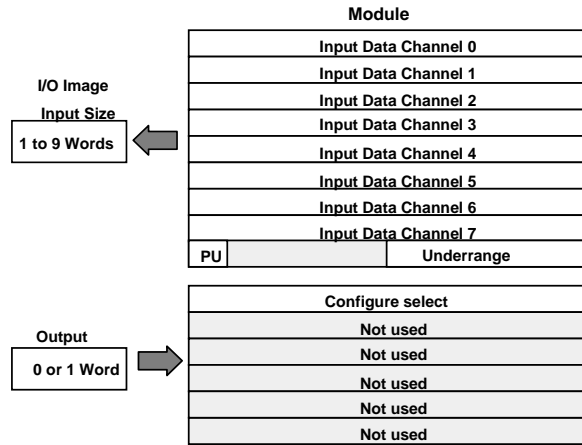 Module
Input Data Channel 0
Input Data Channel 1
Input Data Channel 2
Input Data Channel 3
Input Data Channel 4
Input Data Channel 5
Input Data Channel 6
Input Data Channel 7
PU Underrange
I/O Image
Input Size
1 to 9 Words
Configure select
Not used
Not used
Not used
Not used
Not used
Output
0 or 1 Word